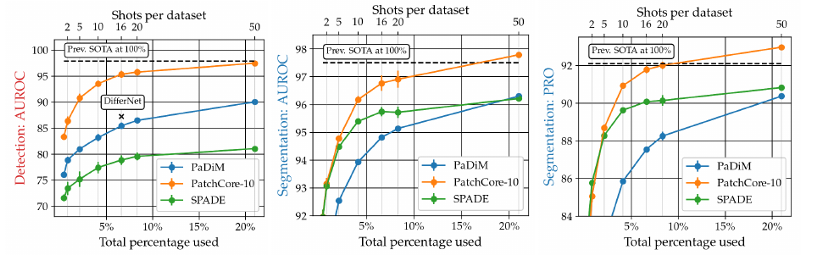 Shots per dataset
2 5 10 16 20 50
Detection: AUROC
100
95
90
85
80
75
70
Prev. SOTA at 100%
DifferNet
PaDiM
PatchCore-10
SPADE
5% 10% 15% 20%
Total percentage used
Shots per dataset
2 5 10 16 20 50
Segmentation: AUROC
98
97
96
95
94
93
92
Prev. SOTA at 100%
PaDiM
PatchCore-10
SPADE
5% 10% 15% 20%
Total percentage used
Shots per dataset
2 5 10 16 20 50
Segmentation: PRO
92
90
88
86
84
Prev. SOTA at 100%
PaDiM
PatchCore-10
SPADE
5% 10% 15% 20%
Total percentage used